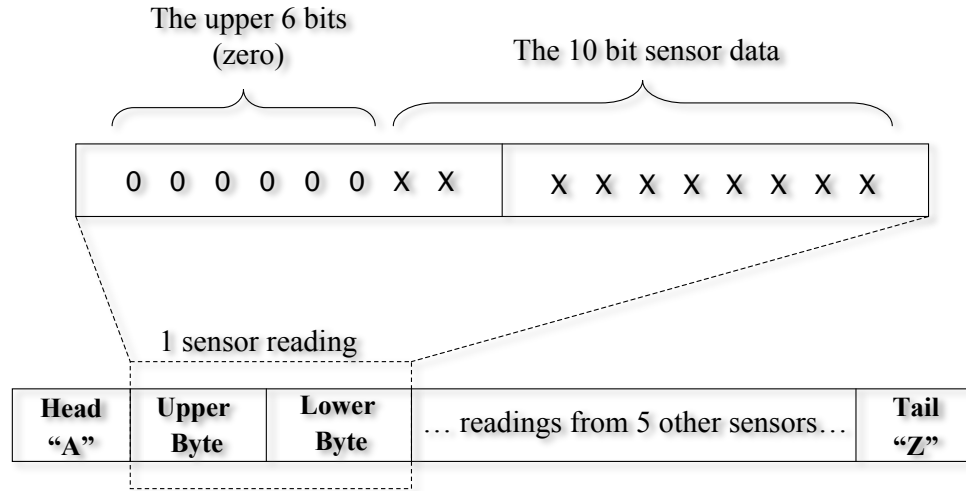 The upper 6 bits
(zero)
The 10 bit sensor data
0 0 0 0 0 0 X X
X X X X X X X X
1 sensor reading
Head
“A”
Upper
Byte
Lower
Byte
… readings from 5 other sensors…
Tail
“Z”